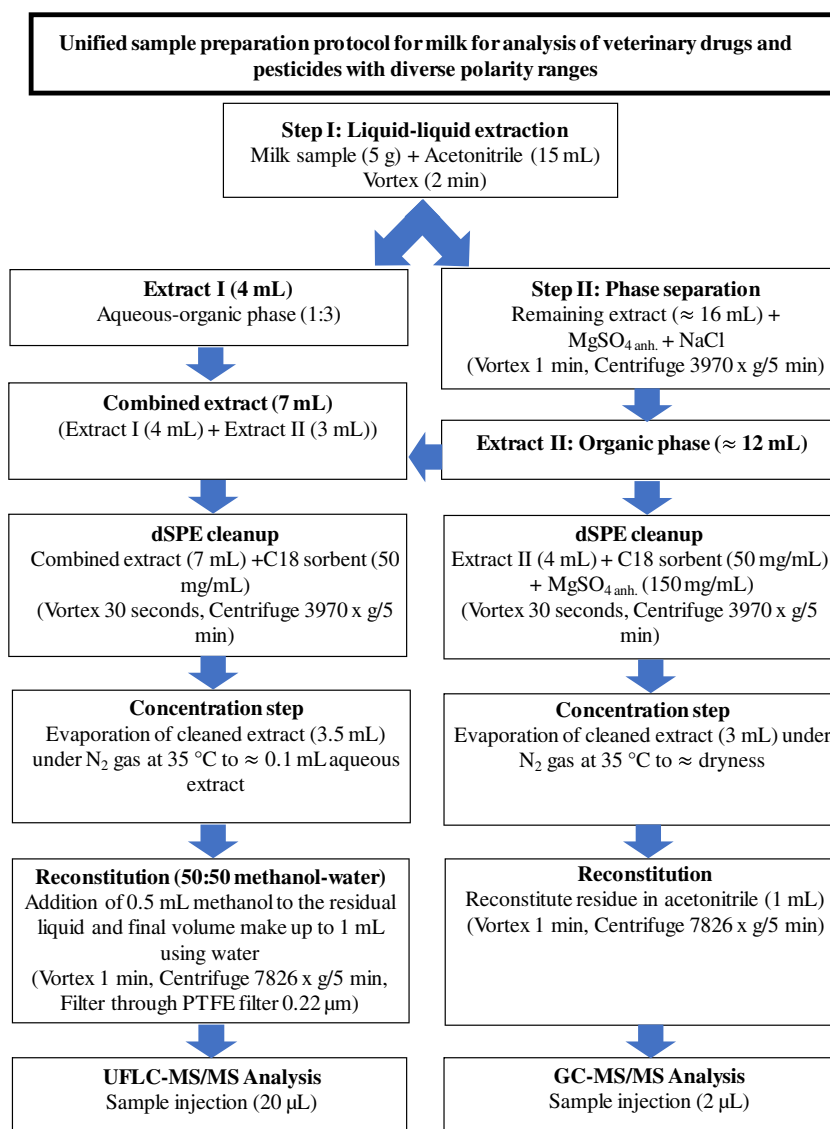 Unified sample preparation protocol for milk for analysis of veterinary drugs and
pesticides with diverse polarity ranges
Step I: Liquid-liquid extraction
Milk sample (5 g) + Acetonitrile (15 mL)
Vortex (2 min)
Extract I (4 mL)
Aqueous-organic phase (1:3)
Step II: Phase separation
Remaining extract (≈ 16 mL) +
MgSO4 anh. + NaCl
(Vortex 1 min, Centrifuge 3970 x g/5 min)
Combined extract (7 mL)
(Extract I (4 mL) + Extract II (3 mL))
Extract II: Organic phase (≈ 12 mL)
dSPE cleanup
Combined extract (7 mL) +C18 sorbent (50
mg/mL)
(Vortex 30 seconds, Centrifuge 3970 x g/5
min)
dSPE cleanup
Extract II (4 mL) + C18 sorbent (50 mg/mL)
+ MgSO4 anh. (150 mg/mL)
(Vortex 30 seconds, Centrifuge 3970 x g/5
min)
Concentration step
Evaporation of cleaned extract (3.5 mL)
under N2 gas at 35 °C to ≈ 0.1 mL aqueous
extract
Concentration step
Evaporation of cleaned extract (3 mL) under
N2 gas at 35 °C to ≈ dryness
Reconstitution (50:50 methanol-water)
Addition of 0.5 mL methanol to the residual
liquid and final volume make up to 1 mL
using water
(Vortex 1 min, Centrifuge 7826 x g/5 min,
Filter through PTFE filter 0.22 µm)
Reconstitution
Reconstitute residue in acetonitrile (1 mL)
(Vortex 1 min, Centrifuge 7826 x g/5 min)
UFLC-MS/MS Analysis
Sample injection (20 µL)
GC-MS/MS Analysis
Sample injection (2 µL)